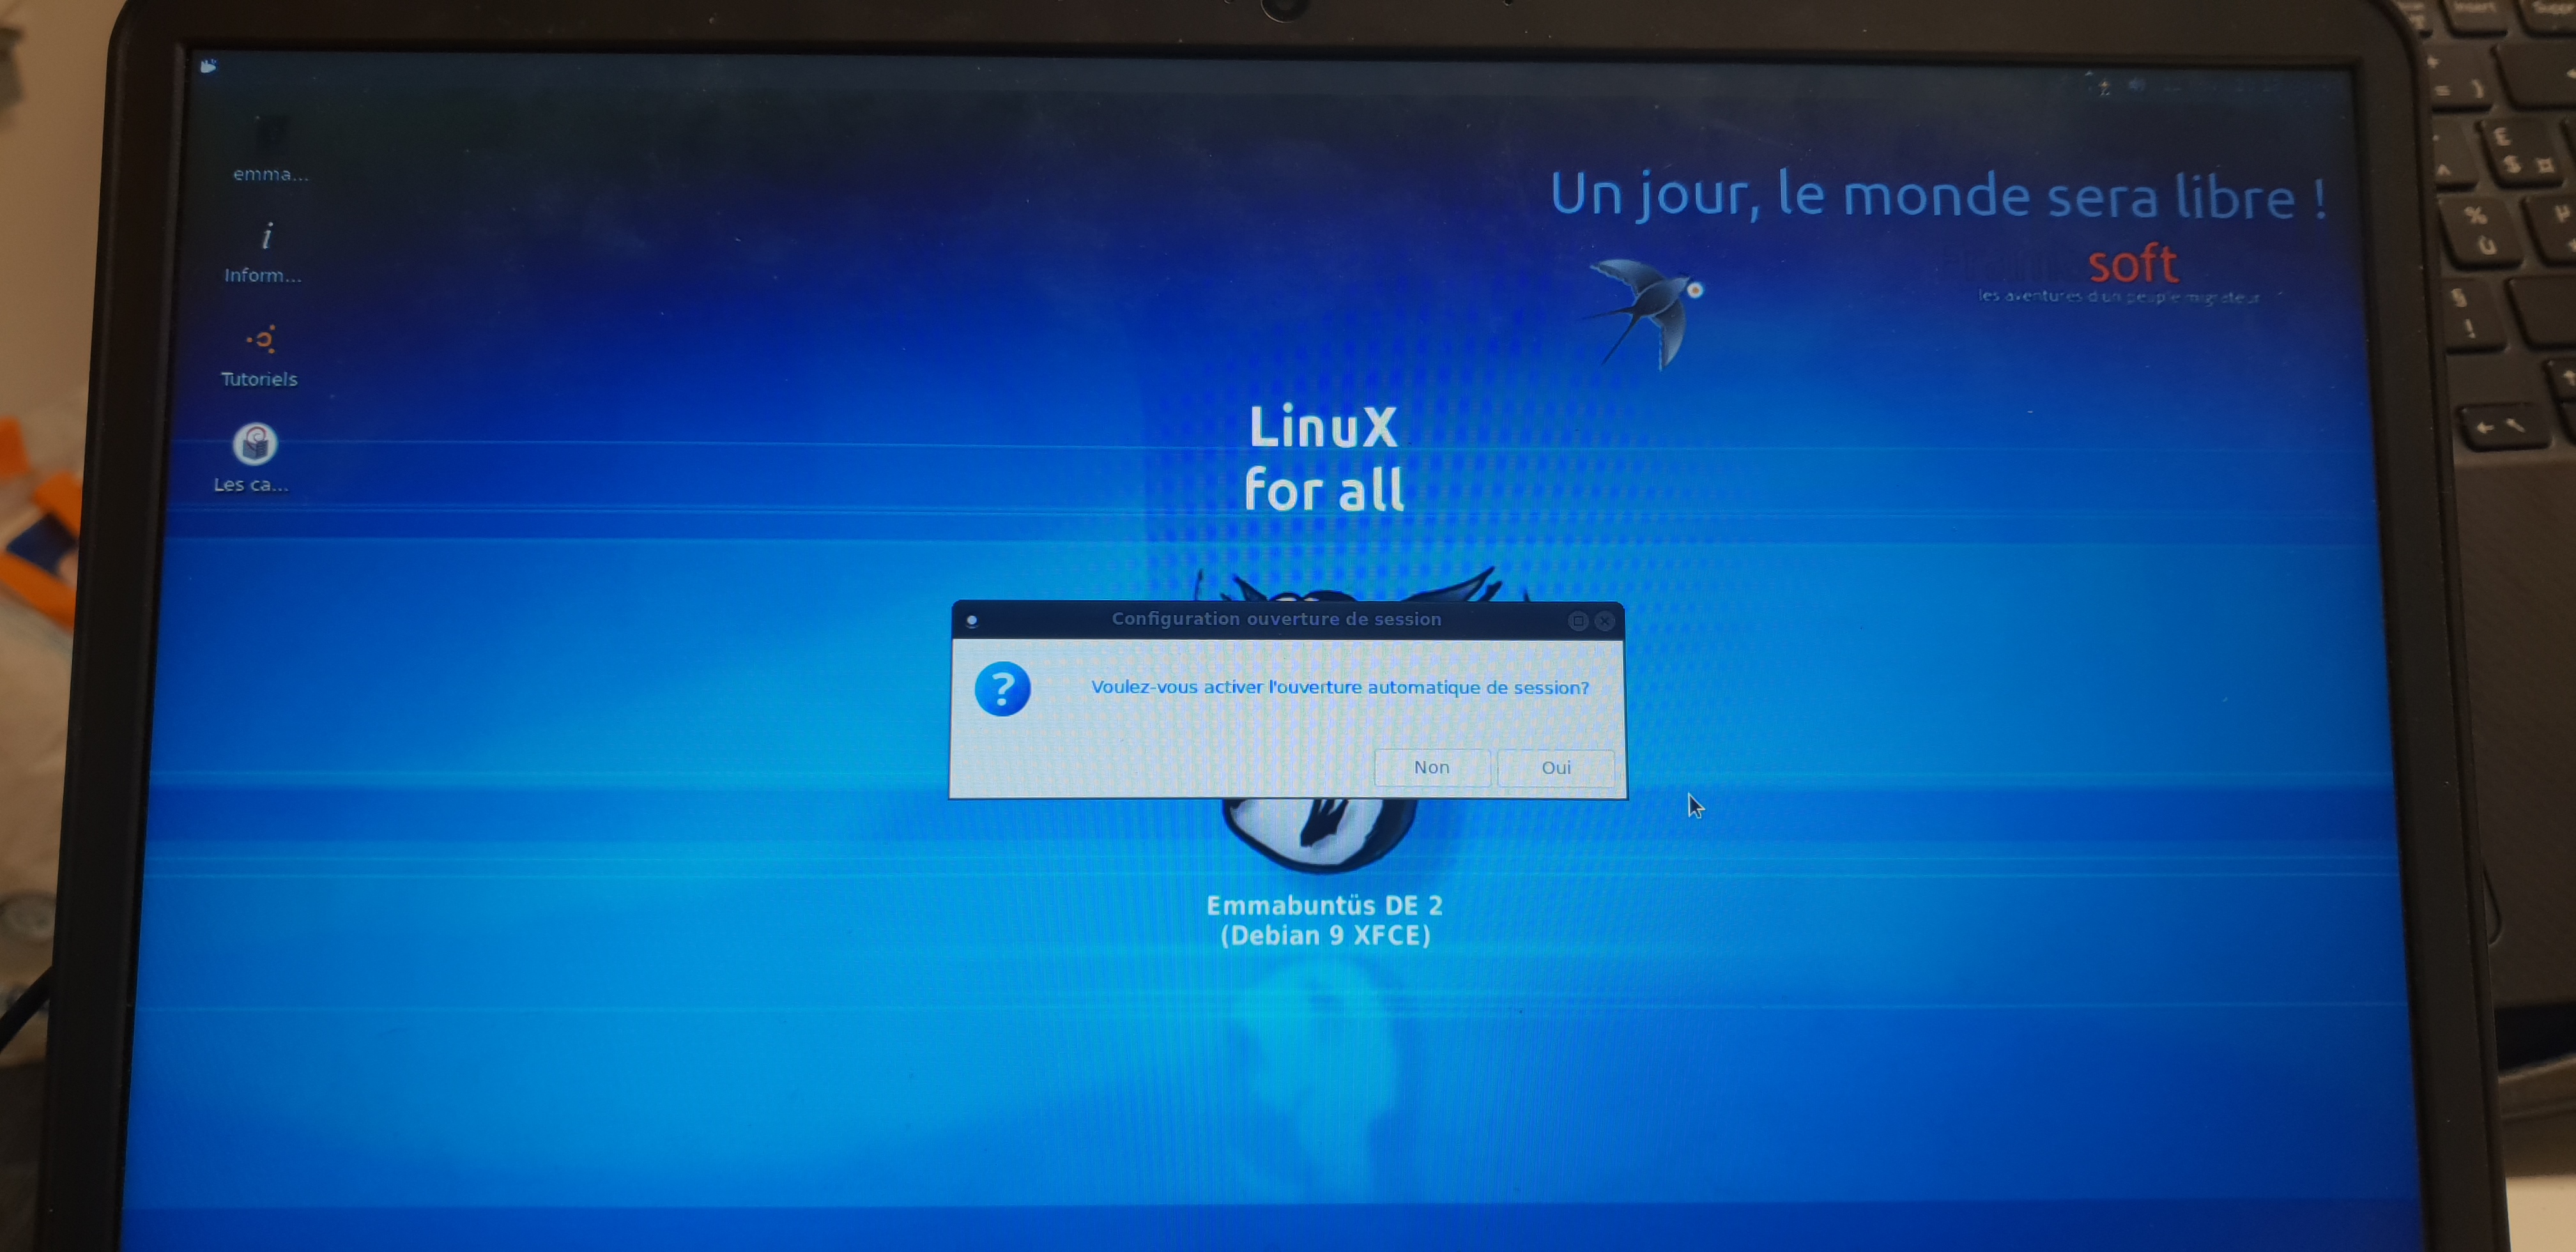 emma...
Inform...
Tutoriels
Les ca...
Un jour, le monde sera libre !
soft
les aventures d'un peuple migrateur
LinuX
for all
Configuration ouverture de session
Voulez-vous activer l'ouverture automatique de session?
Non
Oui
Emmabuntüs DE 2
(Debian 9 XFCE)